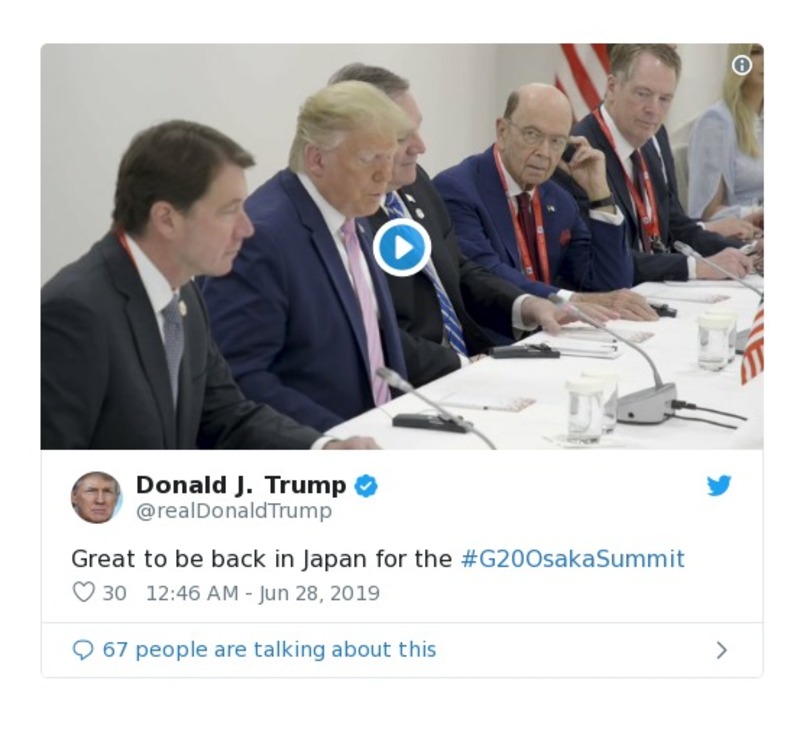 Donald J. Trump
@realDonaldTrump
Great to be back in Japan for the #G20OsakaSummit
30 12:46 AM - Jun 28, 2019
67 people are talking about this